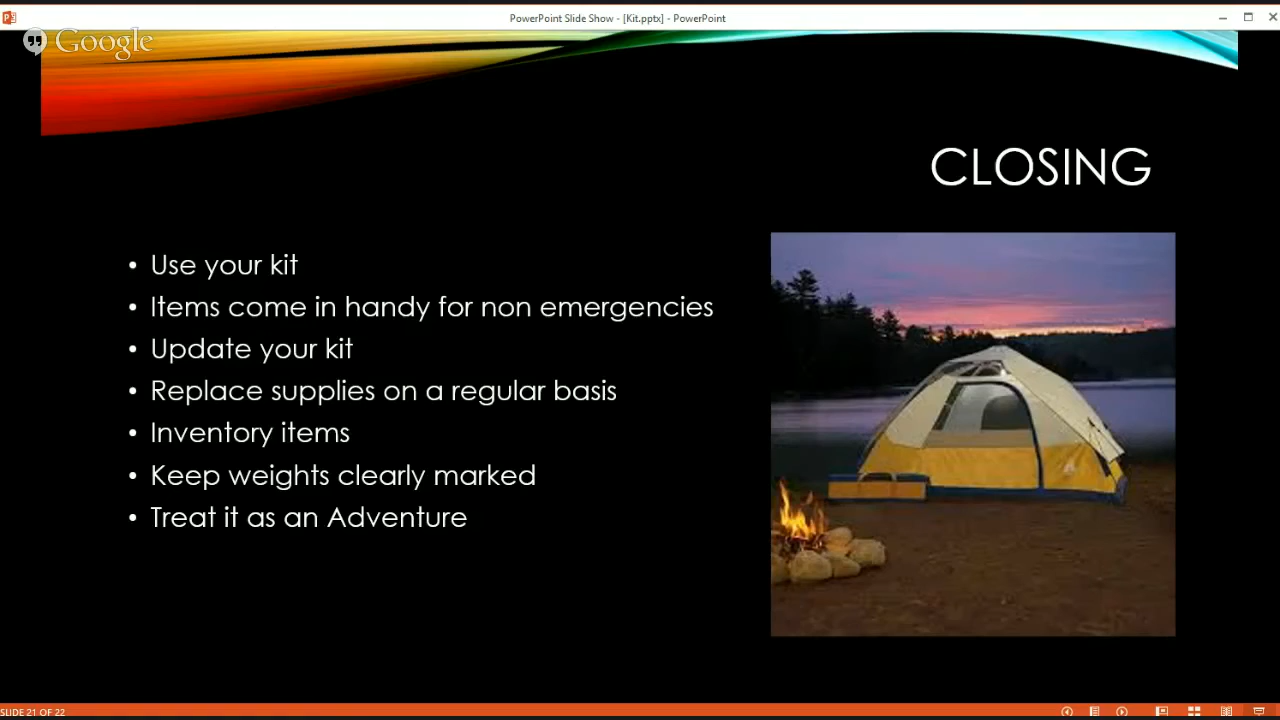 PowerPoint Slide Show - [Kit.pptx] - PowerPoint
Google
CLOSING
• Use your kit
• Items come in handy for non emergencies
• Update your kit
• Replace supplies on a regular basis
• Inventory items
• Keep weights clearly marked
• Treat it as an Adventure
SLIDE 21 OF 22